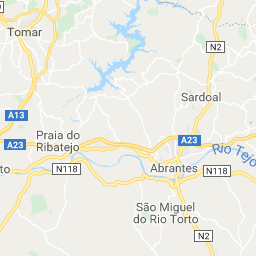 Tomar
N2
Sardoal
A13
A23
Praia do
Ribatejo
A23
Rio Tejo
to
N118
Abrantes
N118
São Miguel
do Rio Torto
N2